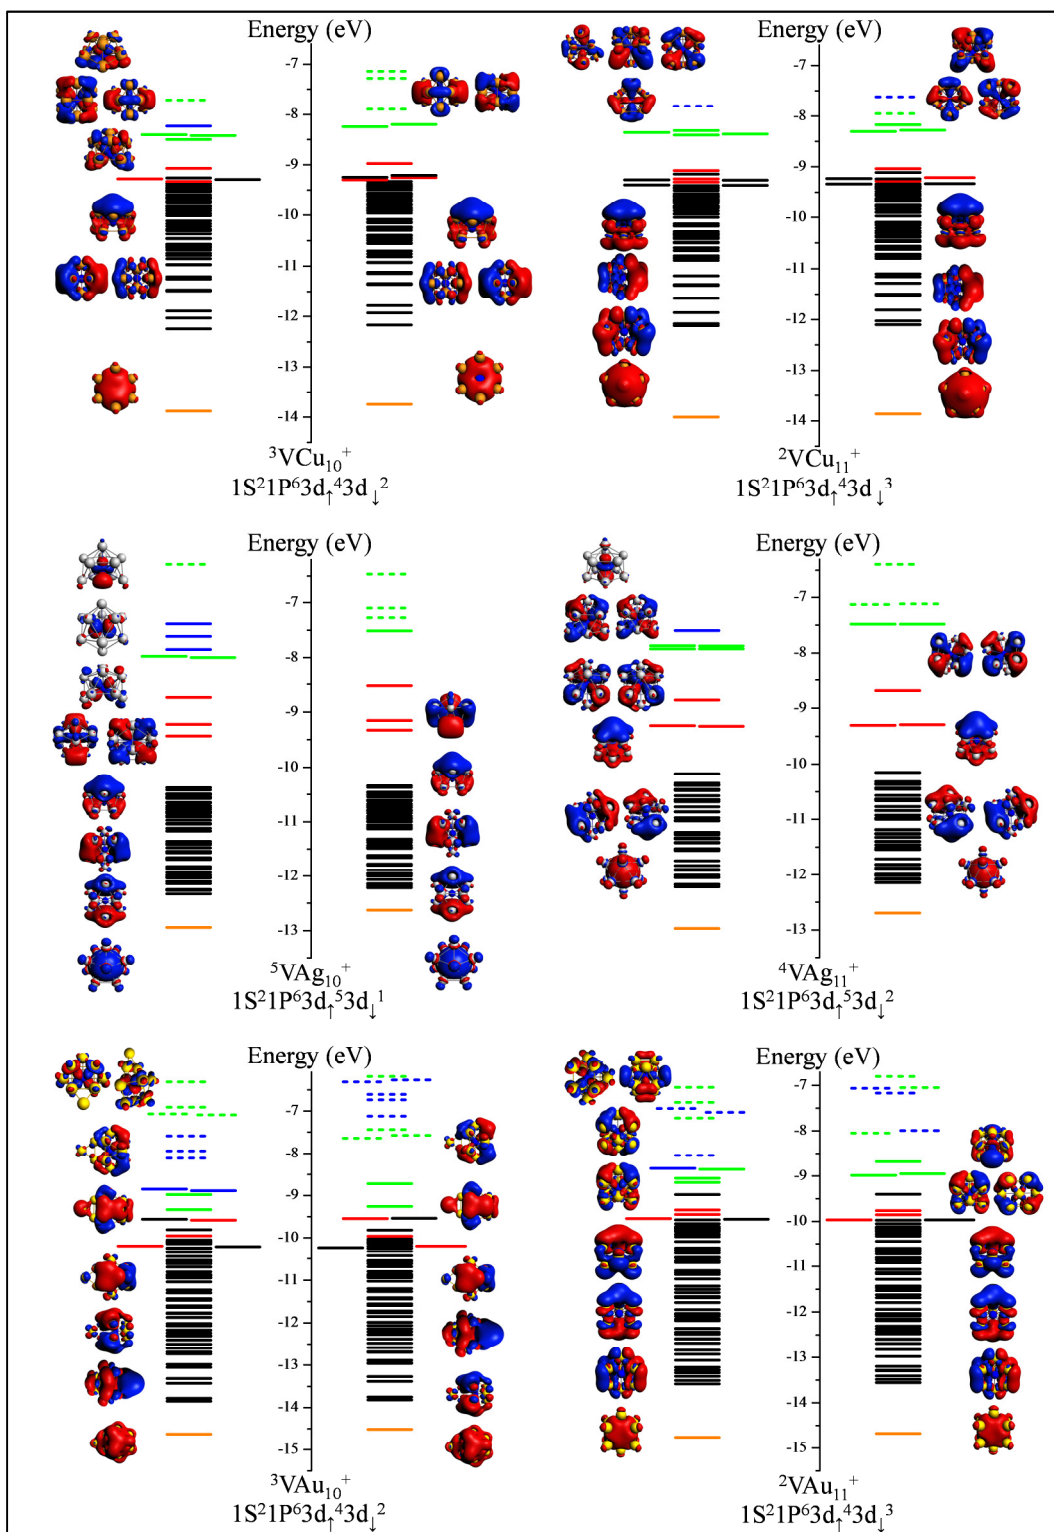 Energy (eV)
Energy (eV)
-7
-8
-9
-10
-11
-12
-13
-14
-7
-8
-9
-10
-11
-12
-13
-14
³VCu₁₀⁺
1S²1P⁶3d↑⁴3d↓²
²VCu₁₁⁺
1S²1P⁶3d↑⁴3d↓³
Energy (eV)
Energy (eV)
-7
-8
-9
-10
-11
-12
-13
-7
-8
-9
-10
-11
-12
-13
⁵VAg₁₀⁺
1S²1P⁶3d↑⁵3d↓¹
⁴VAg₁₁⁺
1S²1P⁶3d↑⁵3d↓²
Energy (eV)
Energy (eV)
-7
-8
-9
-10
-11
-12
-13
-14
-15
-7
-8
-9
-10
-11
-12
-13
-14
-15
³VAu₁₀⁺
1S²1P⁶3d↑⁴3d↓²
²VAu₁₁⁺
1S²1P⁶3d↑⁴3d↓³